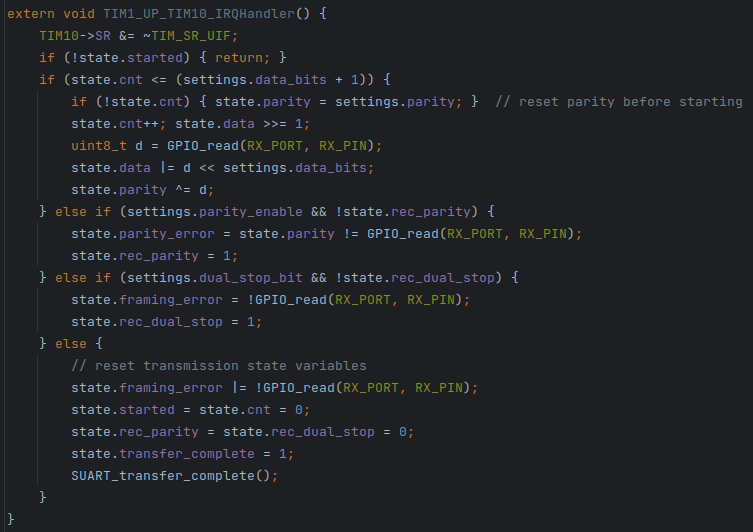 extern void TIM1_UP_TIM10_IRQHandler() {
    TIM10->SR &= ~TIM_SR_UIF;
    if (!state.started) { return; }
    if (state.cnt <= (settings.data_bits + 1)) {
        if (!state.cnt) { state.parity = settings.parity; }  // reset parity before starting
        state.cnt++; state.data >>= 1;
        uint8_t d = GPIO_read(RX_PORT, RX_PIN);
        state.data |= d << settings.data_bits;
        state.parity ^= d;
    } else if (settings.parity_enable && !state.rec_parity) {
        state.parity_error = state.parity != GPIO_read(RX_PORT, RX_PIN);
        state.rec_parity = 1;
    } else if (settings.dual_stop_bit && !state.rec_dual_stop) {
        state.framing_error = !GPIO_read(RX_PORT, RX_PIN);
        state.rec_dual_stop = 1;
    } else {
        // reset transmission state variables
        state.framing_error |= !GPIO_read(RX_PORT, RX_PIN);
        state.started = state.cnt = 0;
        state.rec_parity = state.rec_dual_stop = 0;
        state.transfer_complete = 1;
        SUART_transfer_complete();
    }
}